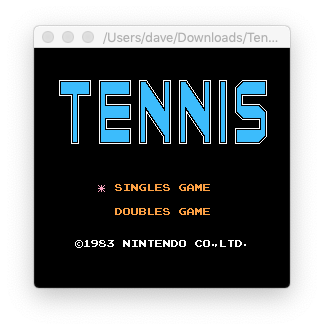 /Users/dave/Downloads/Ten...
TENNIS
* SINGLES GAME
DOUBLES GAME
©1983 NINTENDO CO.,LTD.